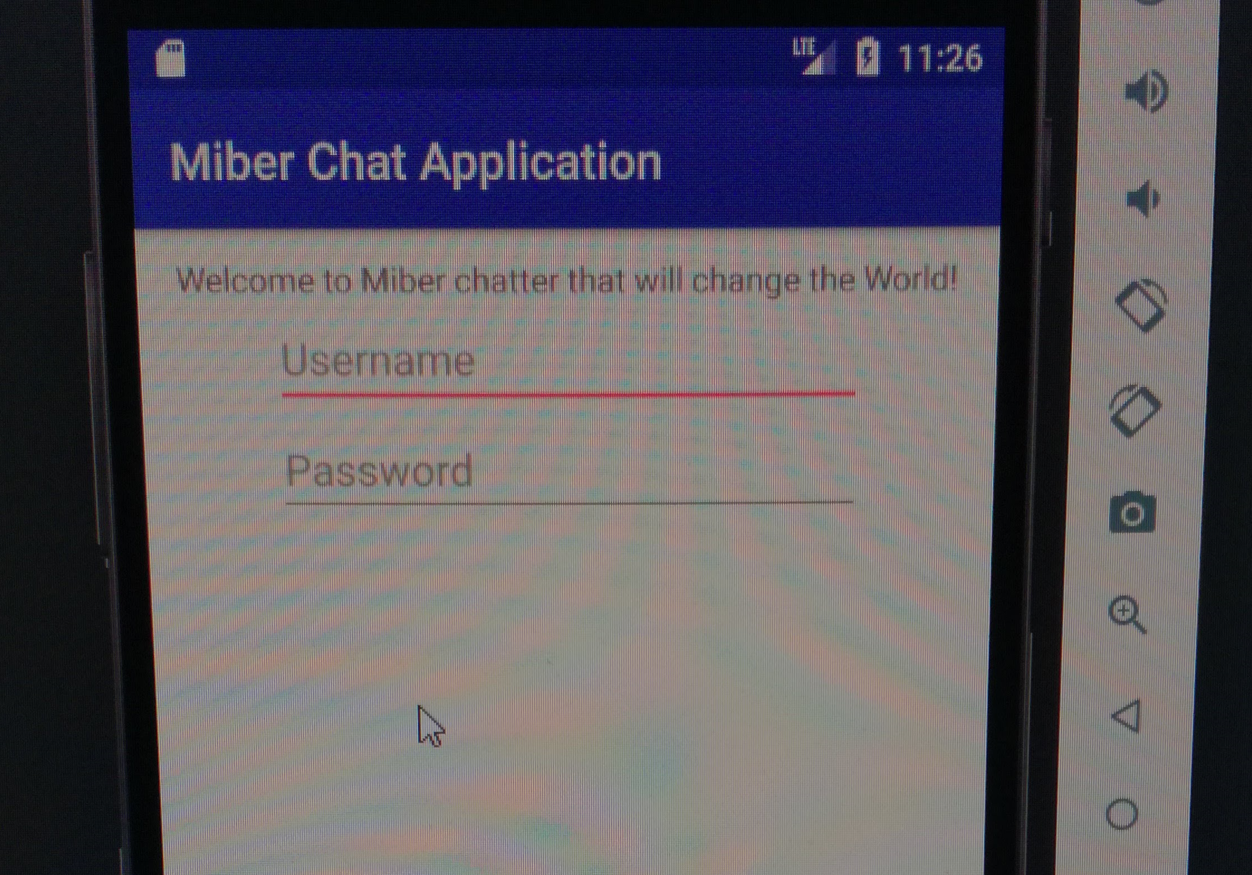 LTE 11:26
Miber Chat Application
Welcome to Miber chatter that will change the World!
Username
Password